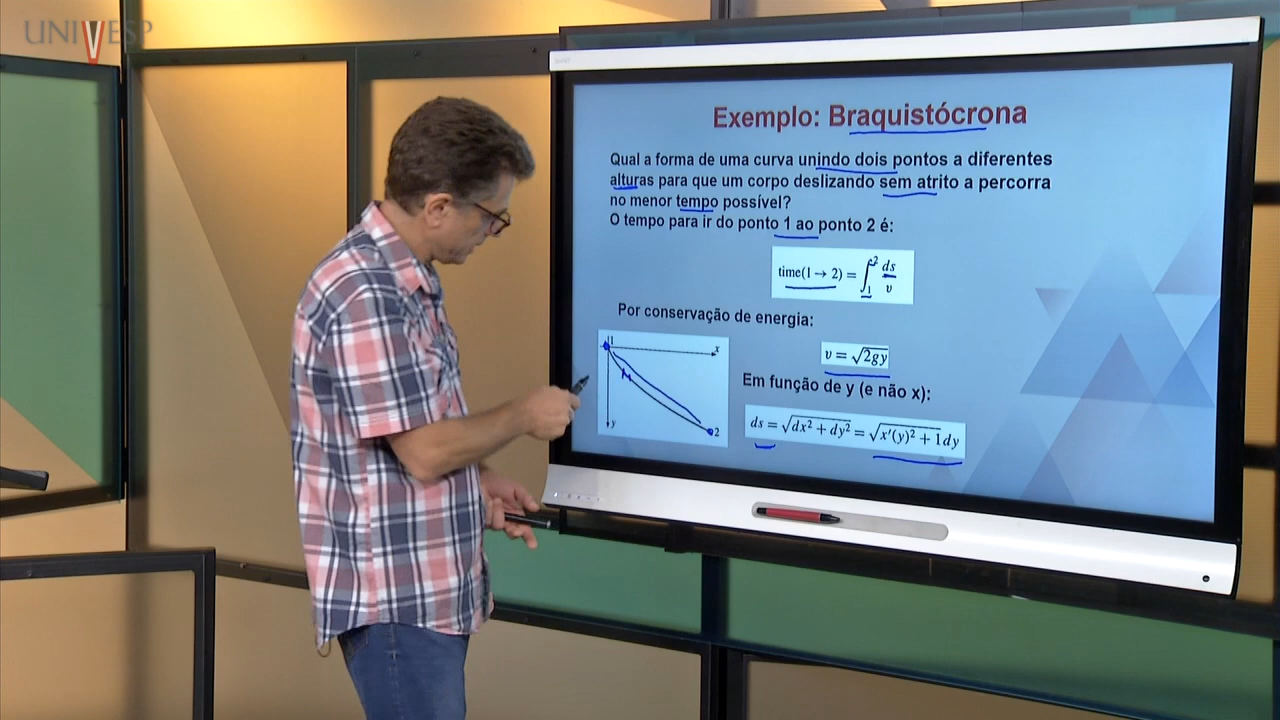 UNIVESP
Exemplo: Braquistócrona
Qual a forma de uma curva unindo dois pontos a diferentes
alturas para que um corpo deslizando sem atrito a percorra
no menor tempo possível?
O tempo para ir do ponto 1 ao ponto 2 é:
time(1 → 2) = ∫₁² ds/v
Por conservação de energia:
v = √2gy
1 x
y 2
Em função de y (e não x):
ds = √dx² + dy² = √x'(y)² + 1 dy